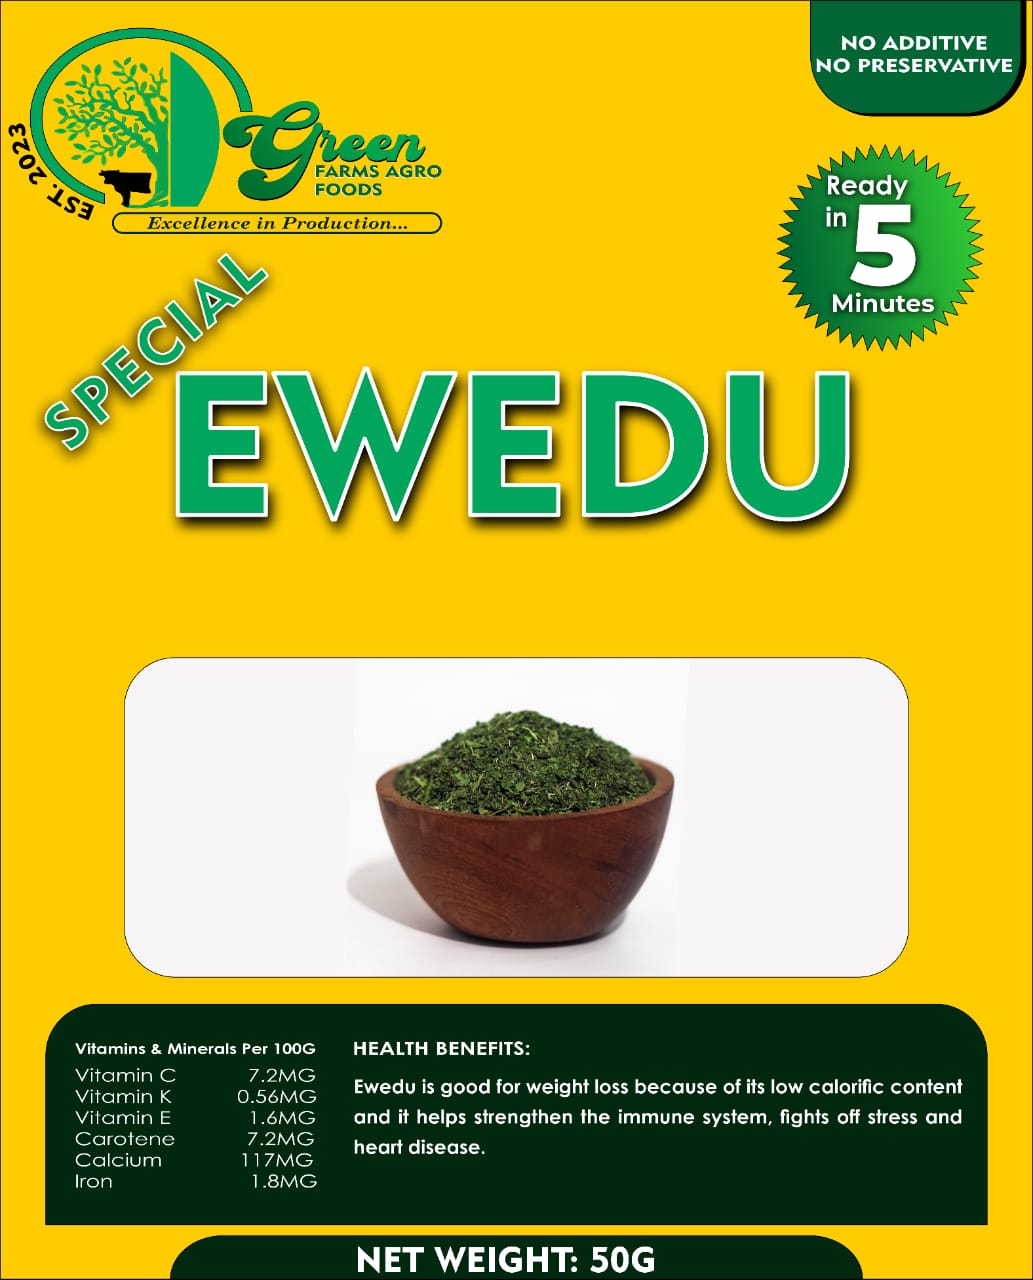 NO ADDITIVE
NO PRESERVATIVE
EST. 2023
Green
FARMS AGRO
FOODS
Excellence in Production...
Ready
in 5
Minutes
SPECIAL
EWEDU
Vitamins & Minerals Per 100G
Vitamin C 7.2MG
Vitamin K 0.56MG
Vitamin E 1.6MG
Carotene 7.2MG
Calcium 117MG
Iron 1.8MG
HEALTH BENEFITS:
Ewedu is good for weight loss because of its low calorific content
and it helps strengthen the immune system, fights off stress and
heart disease.
NET WEIGHT: 50G